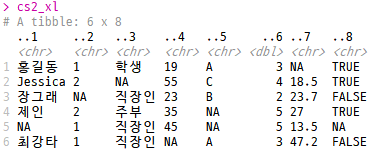 > cs2_xl
# A tibble: 6 x 8
..1 ..2 ..3 ..4 ..5 ..6 ..7 ..8
<chr> <chr> <chr> <chr> <chr> <dbl> <chr> <chr>
1 홍길동 1 학생 19 A 3 NA TRUE
2 Jessica 2 NA 55 C 4 18.5 TRUE
3 장그래 NA 직장인 23 B 2 23.7 FALSE
4 제인 2 주부 35 NA 5 27 TRUE
5 NA 1 직장인 45 NA 5 13.5 NA
6 최강타 1 직장인 NA A 3 47.2 FALSE